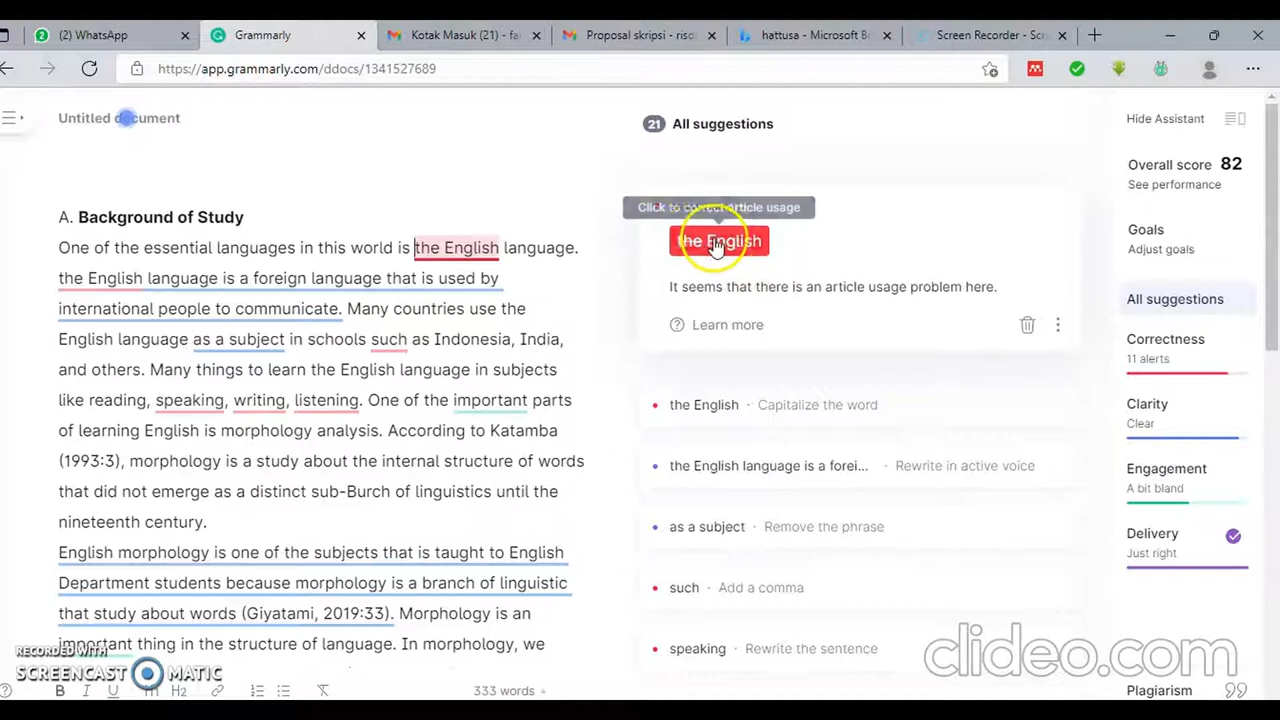 (2) WhatsApp
Grammarly
Kotak Masuk (21) - fa
Proposal skripsi - riso
hattusa - Microsoft Bi
Screen Recorder - Sc
https://app.grammarly.com/ddocs/1341527689
Untitled document
21 All suggestions
Hide Assistant
Overall score 82
See performance
Goals
Adjust goals
All suggestions
Correctness
11 alerts
Clarity
Clear
Engagement
A bit bland
Delivery
Just right
Plagiarism
A. Background of Study
One of the essential languages in this world is the English language.
the English language is a foreign language that is used by
international people to communicate. Many countries use the
English language as a subject in schools such as Indonesia, India,
and others. Many things to learn the English language in subjects
like reading, speaking, writing, listening. One of the important parts
of learning English is morphology analysis. According to Katamba
(1993:3), morphology is a study about the internal structure of words
that did not emerge as a distinct sub-Burch of linguistics until the
nineteenth century.
English morphology is one of the subjects that is taught to English
Department students because morphology is a branch of linguistic
that study about words (Giyatami, 2019:33). Morphology is an
important thing in the structure of language. In morphology, we
Click to correct Article usage
the English
It seems that there is an article usage problem here.
Learn more
the English · Capitalize the word
the English language is a forei... · Rewrite in active voice
as a subject · Remove the phrase
such · Add a comma
speaking · Rewrite the sentence
B I U H1 H2
333 words
RECORDED WITH
SCREENCAST MATIC
clideo.com